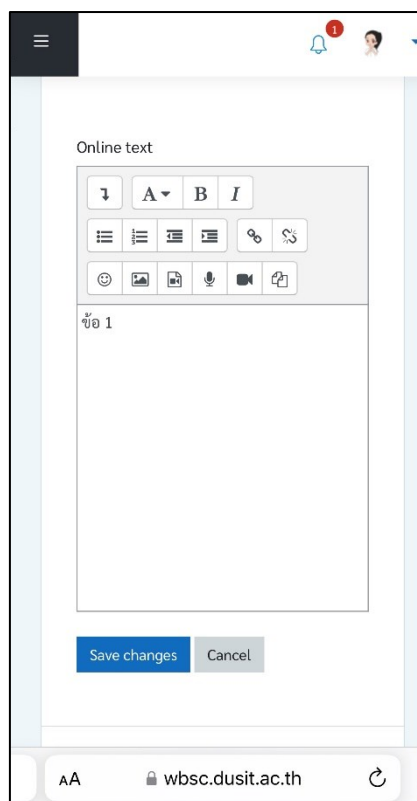 1
Online text
A B I
ข้อ 1
Save changes Cancel
AA wbsc.dusit.ac.th